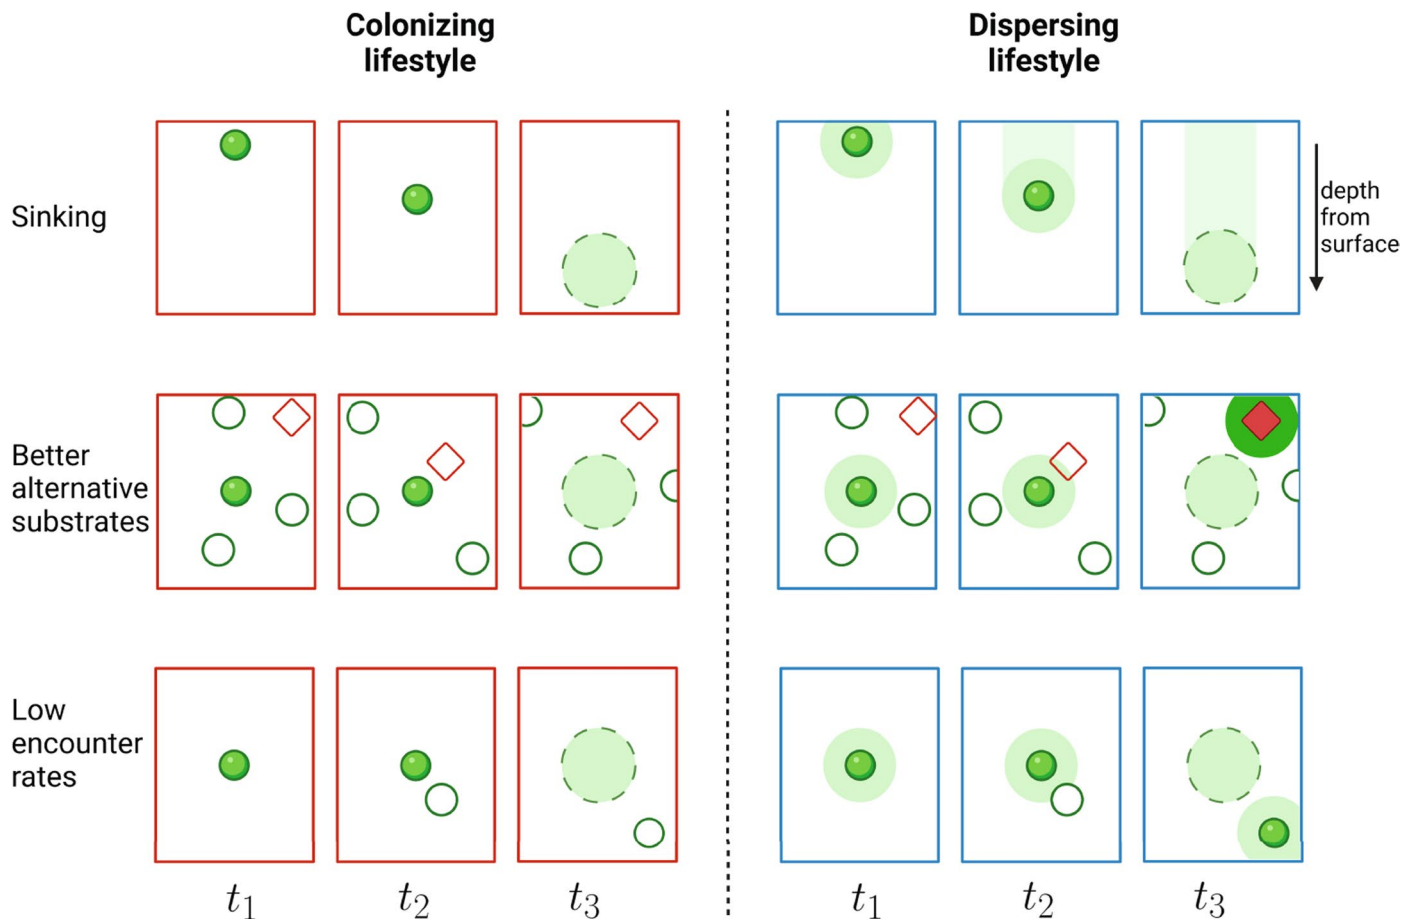 Colonizing
lifestyle
Dispersing
lifestyle
Sinking
depth
from
surface
Better
alternative
substrates
Low
encounter
rates
t₁ t₂ t₃ t₁ t₂ t₃